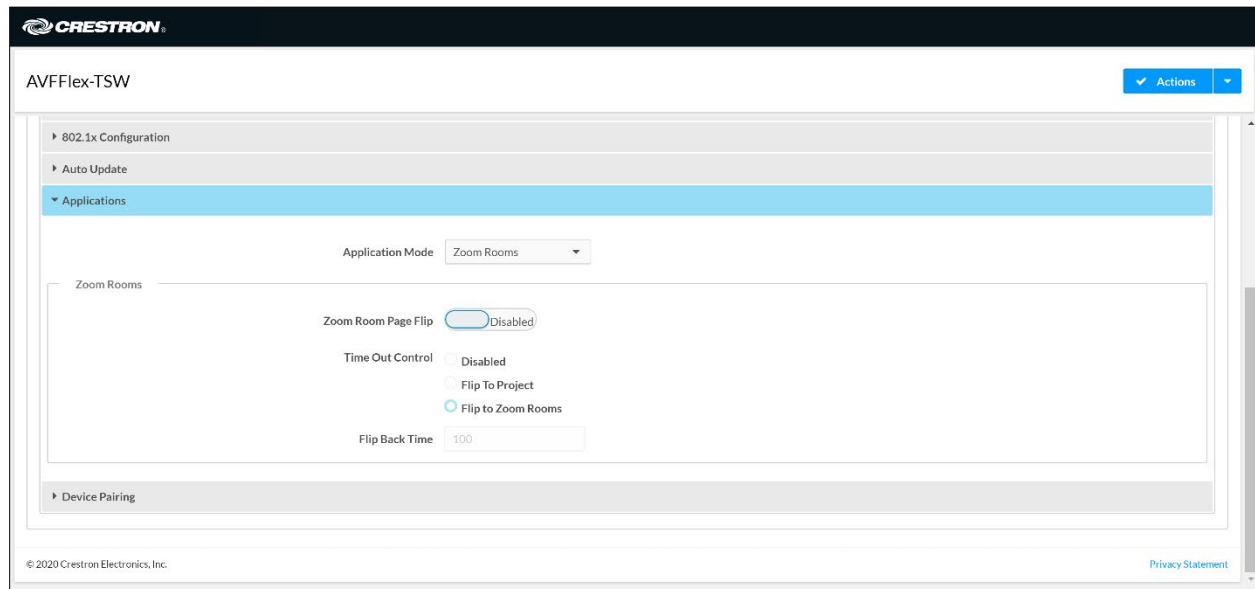 CRESTRON®
AVFFlex-TSW
Actions
802.1x Configuration
Auto Update
Applications
Application Mode Zoom Rooms
Zoom Rooms
Zoom Room Page Flip Disabled
Time Out Control Disabled
Flip To Project
Flip to Zoom Rooms
Flip Back Time 100
Device Pairing
© 2020 Crestron Electronics, Inc. Privacy Statement